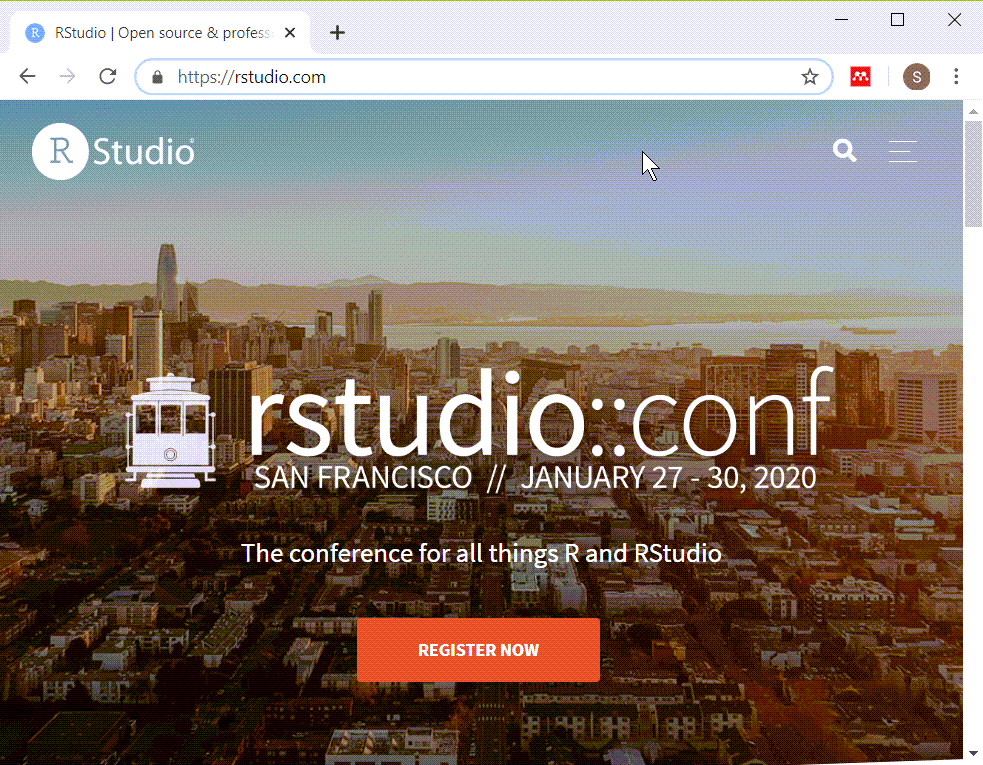 RStudio | Open source & profess
https://rstudio.com
S
R Studio®
rstudio::conf
SAN FRANCISCO // JANUARY 27 - 30, 2020
The conference for all things R and RStudio
REGISTER NOW